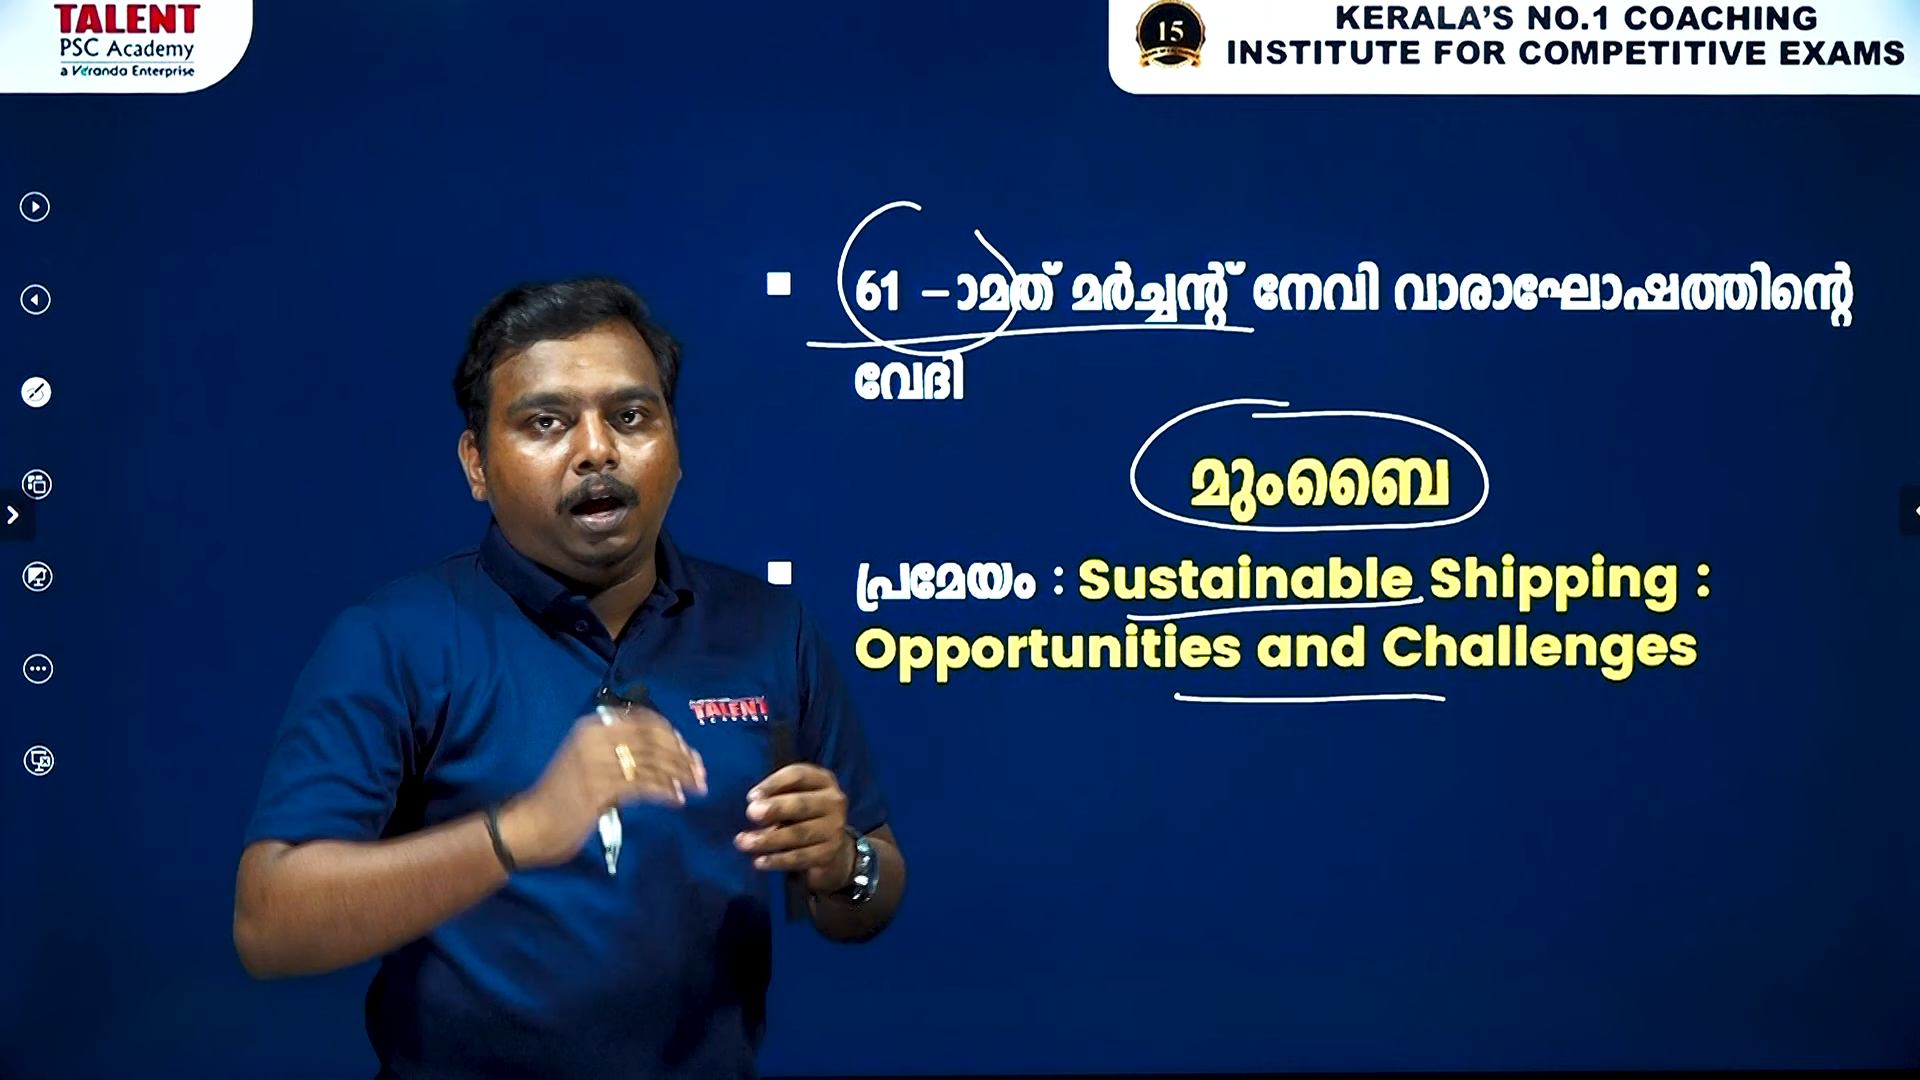 TALENT
PSC Academy
a Veranda Enterprise
15
KERALA'S NO.1 COACHING
INSTITUTE FOR COMPETITIVE EXAMS
61 -ാമത് മർച്ചന്റ് നേവി വാരാഘോഷത്തിന്റെ
വേദി
മുംബൈ
പ്രമേയം : Sustainable Shipping :
Opportunities and Challenges
TALENT
ACADEMY